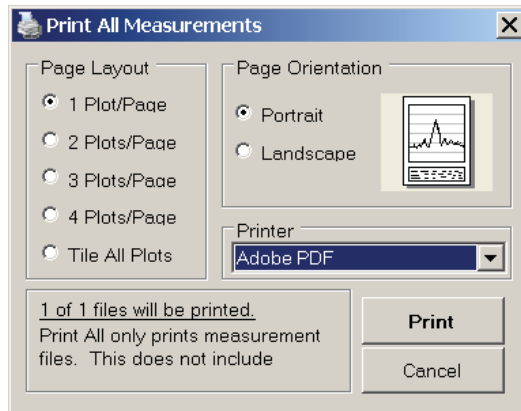 Print All Measurements
Page Layout
1 Plot/Page
2 Plots/Page
3 Plots/Page
4 Plots/Page
Tile All Plots
Page Orientation
Portrait
Landscape
Printer
Adobe PDF
1 of 1 files will be printed.
Print All only prints measurement
files. This does not include
Print
Cancel